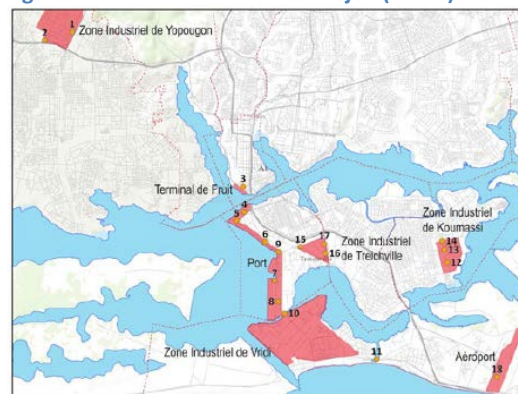 2
1
Zone Industriel de Yopougon
3
Terminal de Fruit
4
5
6
9
15
17
16
Zone Industriel
de Treichville
Zone Industriel
de Koumassi
14
13
12
Port
7
8
10
Zone Industriel de Vridi
11
Aéroport
18